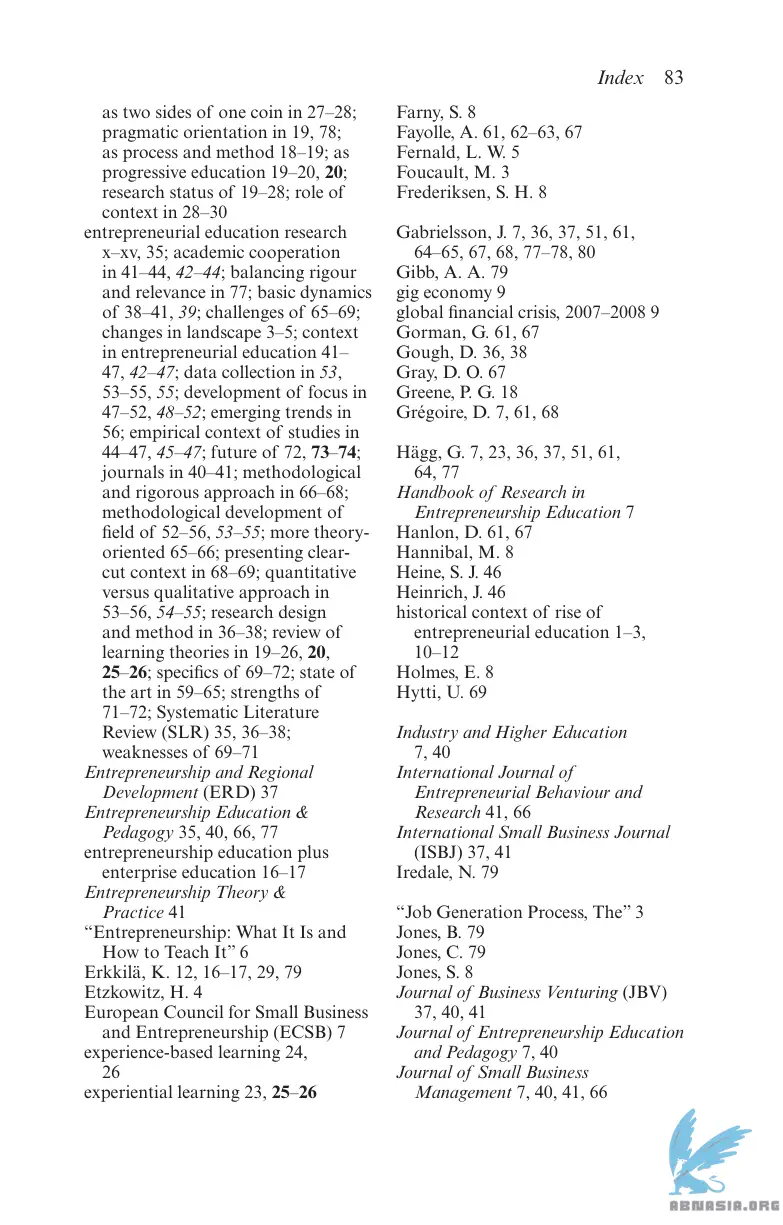 Index 83
as two sides of one coin in 27–28;
pragmatic orientation in 19, 78;
as process and method 18–19; as
progressive education 19–20, 20;
research status of 19–28; role of
context in 28–30
entrepreneurial education research
x–xv, 35; academic cooperation
in 41–44, 42–44; balancing rigour
and relevance in 77; basic dynamics
of 38–41, 39; challenges of 65–69;
changes in landscape 3–5; context
in entrepreneurial education 41–
47, 42–47; data collection in 53,
53–55, 55; development of focus in
47–52, 48–52; emerging trends in
56; empirical context of studies in
44–47, 45–47; future of 72, 73–74;
journals in 40–41; methodological
and rigorous approach in 66–68;
methodological development of
field of 52–56, 53–55; more theory-
oriented 65–66; presenting clear-
cut context in 68–69; quantitative
versus qualitative approach in
53–56, 54–55; research design
and method in 36–38; review of
learning theories in 19–26, 20,
25–26; specifics of 69–72; state of
the art in 59–65; strengths of
71–72; Systematic Literature
Review (SLR) 35, 36–38;
weaknesses of 69–71
Entrepreneurship and Regional
Development (ERD) 37
Entrepreneurship Education &
Pedagogy 35, 40, 66, 77
entrepreneurship education plus
enterprise education 16–17
Entrepreneurship Theory &
Practice 41
“Entrepreneurship: What It Is and
How to Teach It” 6
Erkkilä, K. 12, 16–17, 29, 79
Etzkowitz, H. 4
European Council for Small Business
and Entrepreneurship (ECSB) 7
experience-based learning 24,
26
experiential learning 23, 25–26
Farny, S. 8
Fayolle, A. 61, 62–63, 67
Fernald, L. W. 5
Foucault, M. 3
Frederiksen, S. H. 8
Gabrielsson, J. 7, 36, 37, 51, 61,
64–65, 67, 68, 77–78, 80
Gibb, A. A. 79
gig economy 9
global financial crisis, 2007–2008 9
Gorman, G. 61, 67
Gough, D. 36, 38
Gray, D. O. 67
Greene, P. G. 18
Grégoire, D. 7, 61, 68
Hägg, G. 7, 23, 36, 37, 51, 61,
64, 77
Handbook of Research in
Entrepreneurship Education 7
Hanlon, D. 61, 67
Hannibal, M. 8
Heine, S. J. 46
Heinrich, J. 46
historical context of rise of
entrepreneurial education 1–3,
10–12
Holmes, E. 8
Hytti, U. 69
Industry and Higher Education
7, 40
International Journal of
Entrepreneurial Behaviour and
Research 41, 66
International Small Business Journal
(ISBJ) 37, 41
Iredale, N. 79
“Job Generation Process, The” 3
Jones, B. 79
Jones, C. 79
Jones, S. 8
Journal of Business Venturing (JBV)
37, 40, 41
Journal of Entrepreneurship Education
and Pedagogy 7, 40
Journal of Small Business
Management 7, 40, 41, 66
ABNASIA.ORG